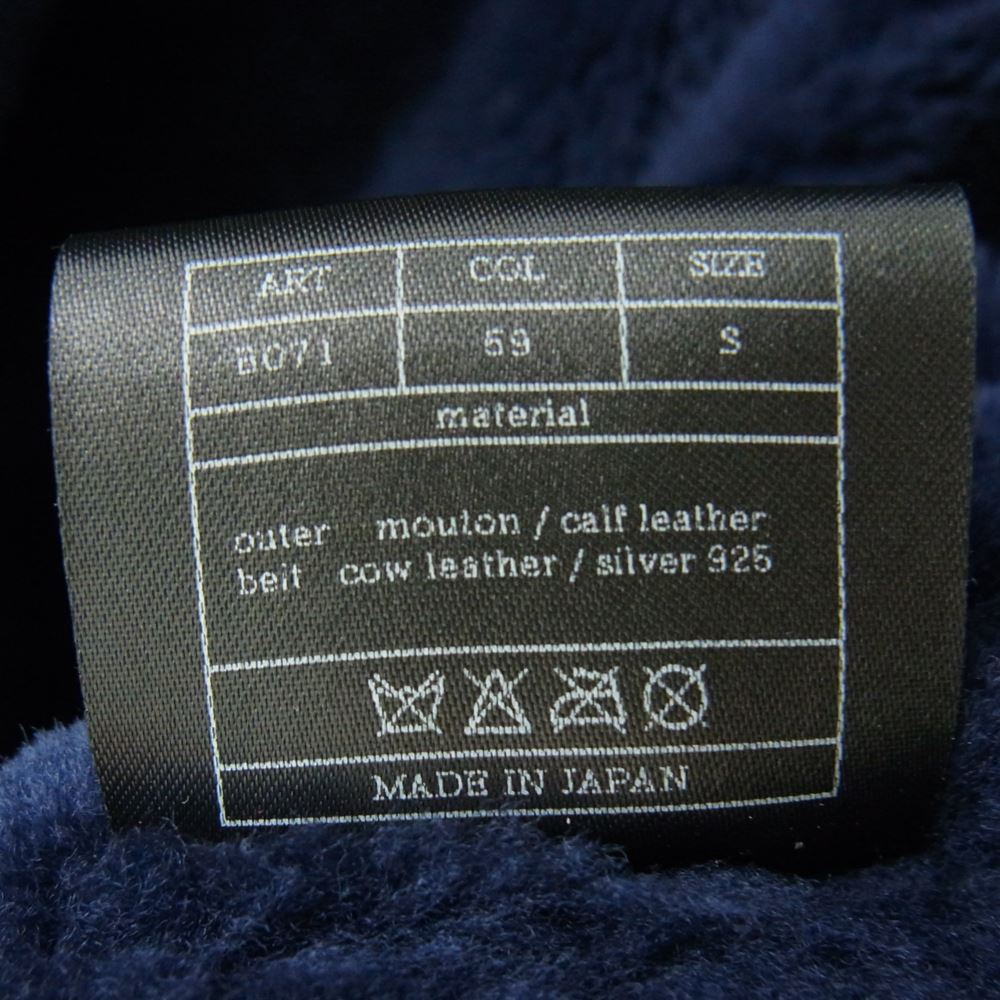 ART COL SIZE
B071 59 S
material
outer mouton / calf leather
belt cow leather / silver 925
MADE IN JAPAN